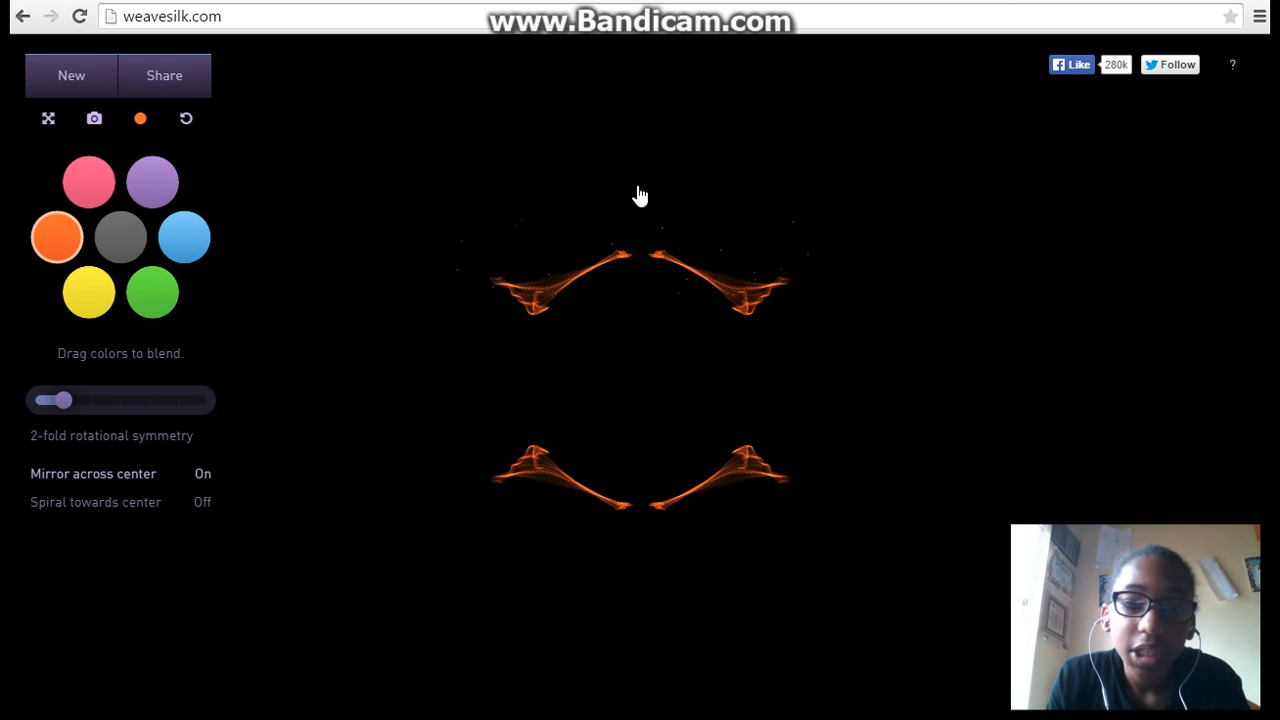 weavesilk.com
www.Bandicam.com
New
Share
Like
280k
Follow
?
Drag colors to blend.
2-fold rotational symmetry
Mirror across center On
Spiral towards center Off